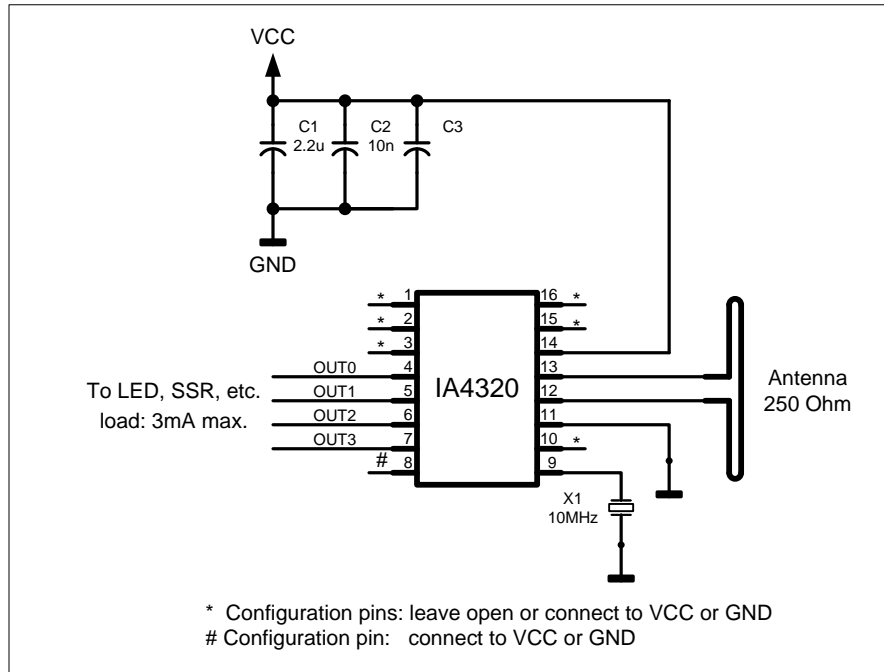 VCC
C1
2.2u
C2
10n
C3
GND
* 1
* 2
* 3
OUT0 4
OUT1 5
OUT2 6
OUT3 7
# 8
To LED, SSR, etc.
load: 3mA max.
IA4320
16 *
15 *
14
13
12
11
10 *
9
X1
10MHz
Antenna
250 Ohm
* Configuration pins: leave open or connect to VCC or GND
# Configuration pin: connect to VCC or GND